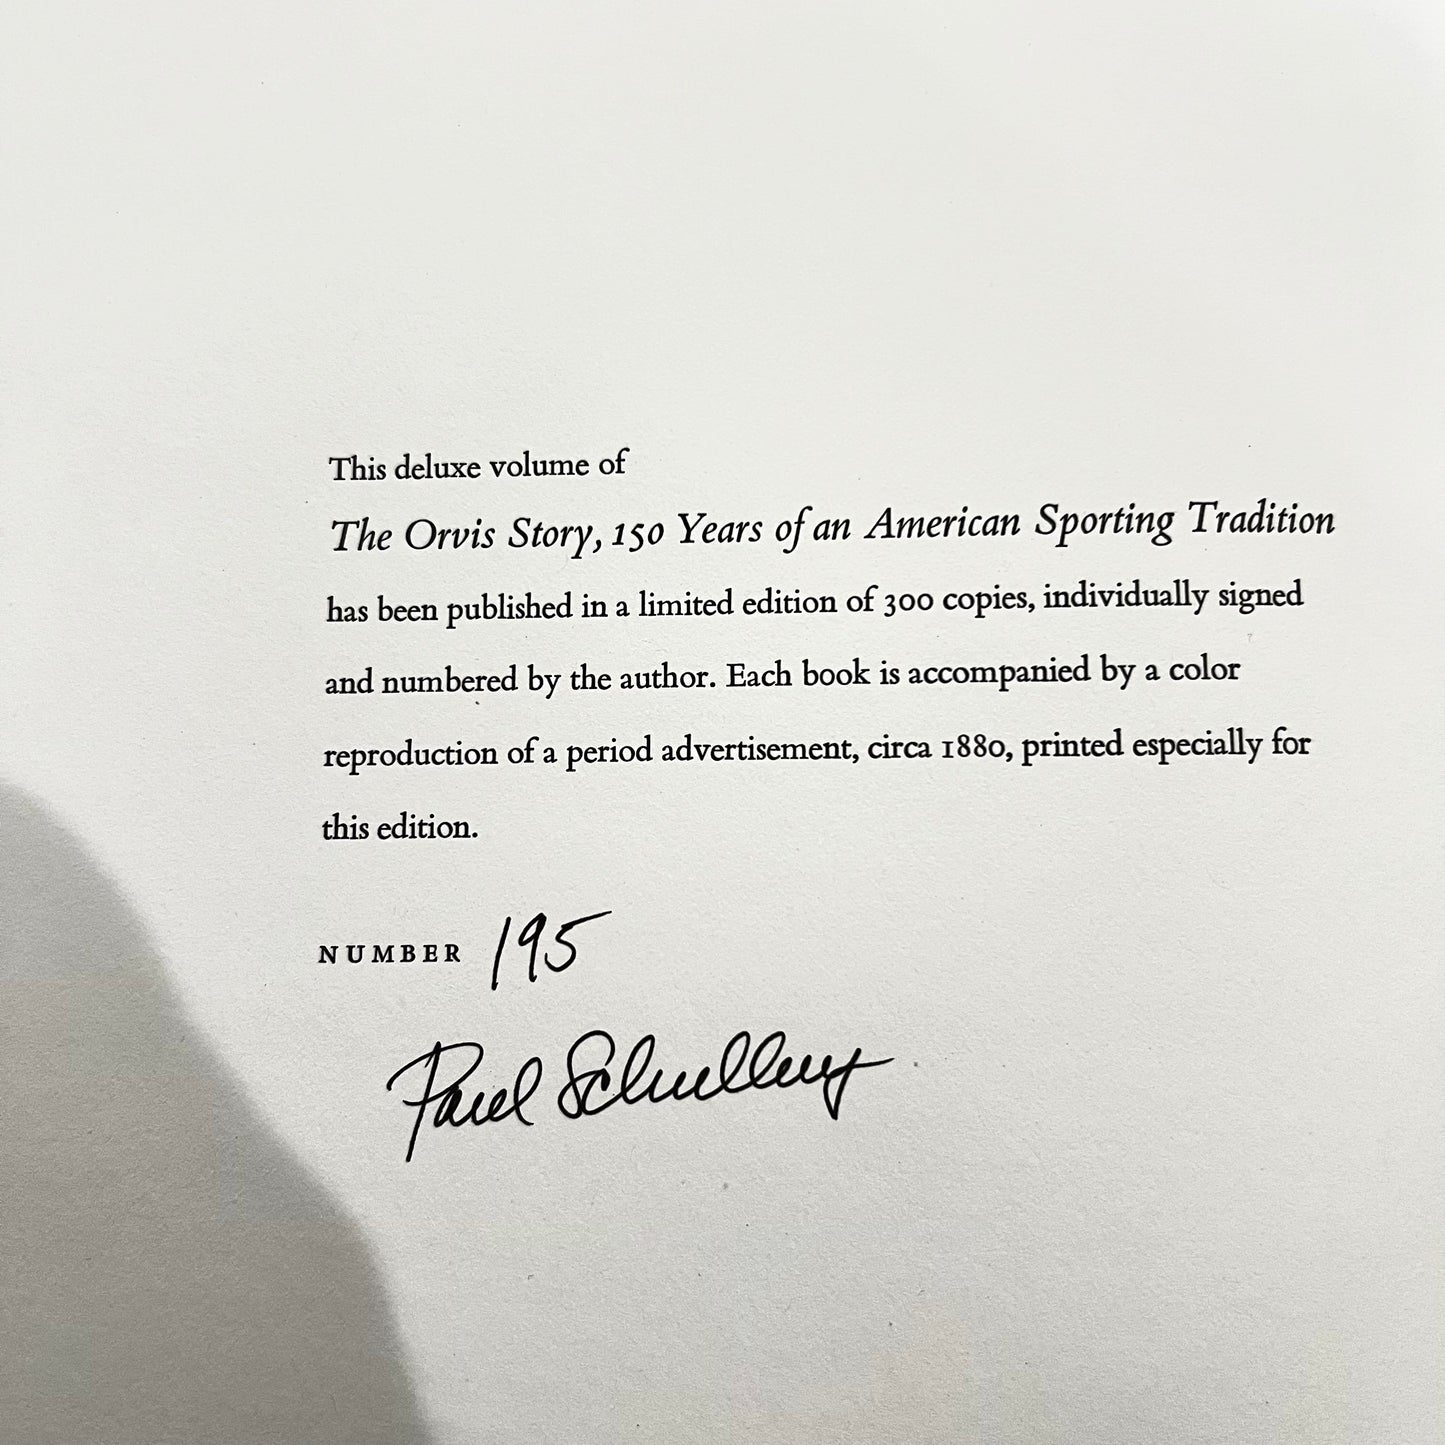 This deluxe volume of
The Orvis Story, 150 Years of an American Sporting Tradition
has been published in a limited edition of 300 copies, individually signed
and numbered by the author. Each book is accompanied by a color
reproduction of a period advertisement, circa 1880, printed especially for
this edition.
NUMBER 195
Paul Schullery